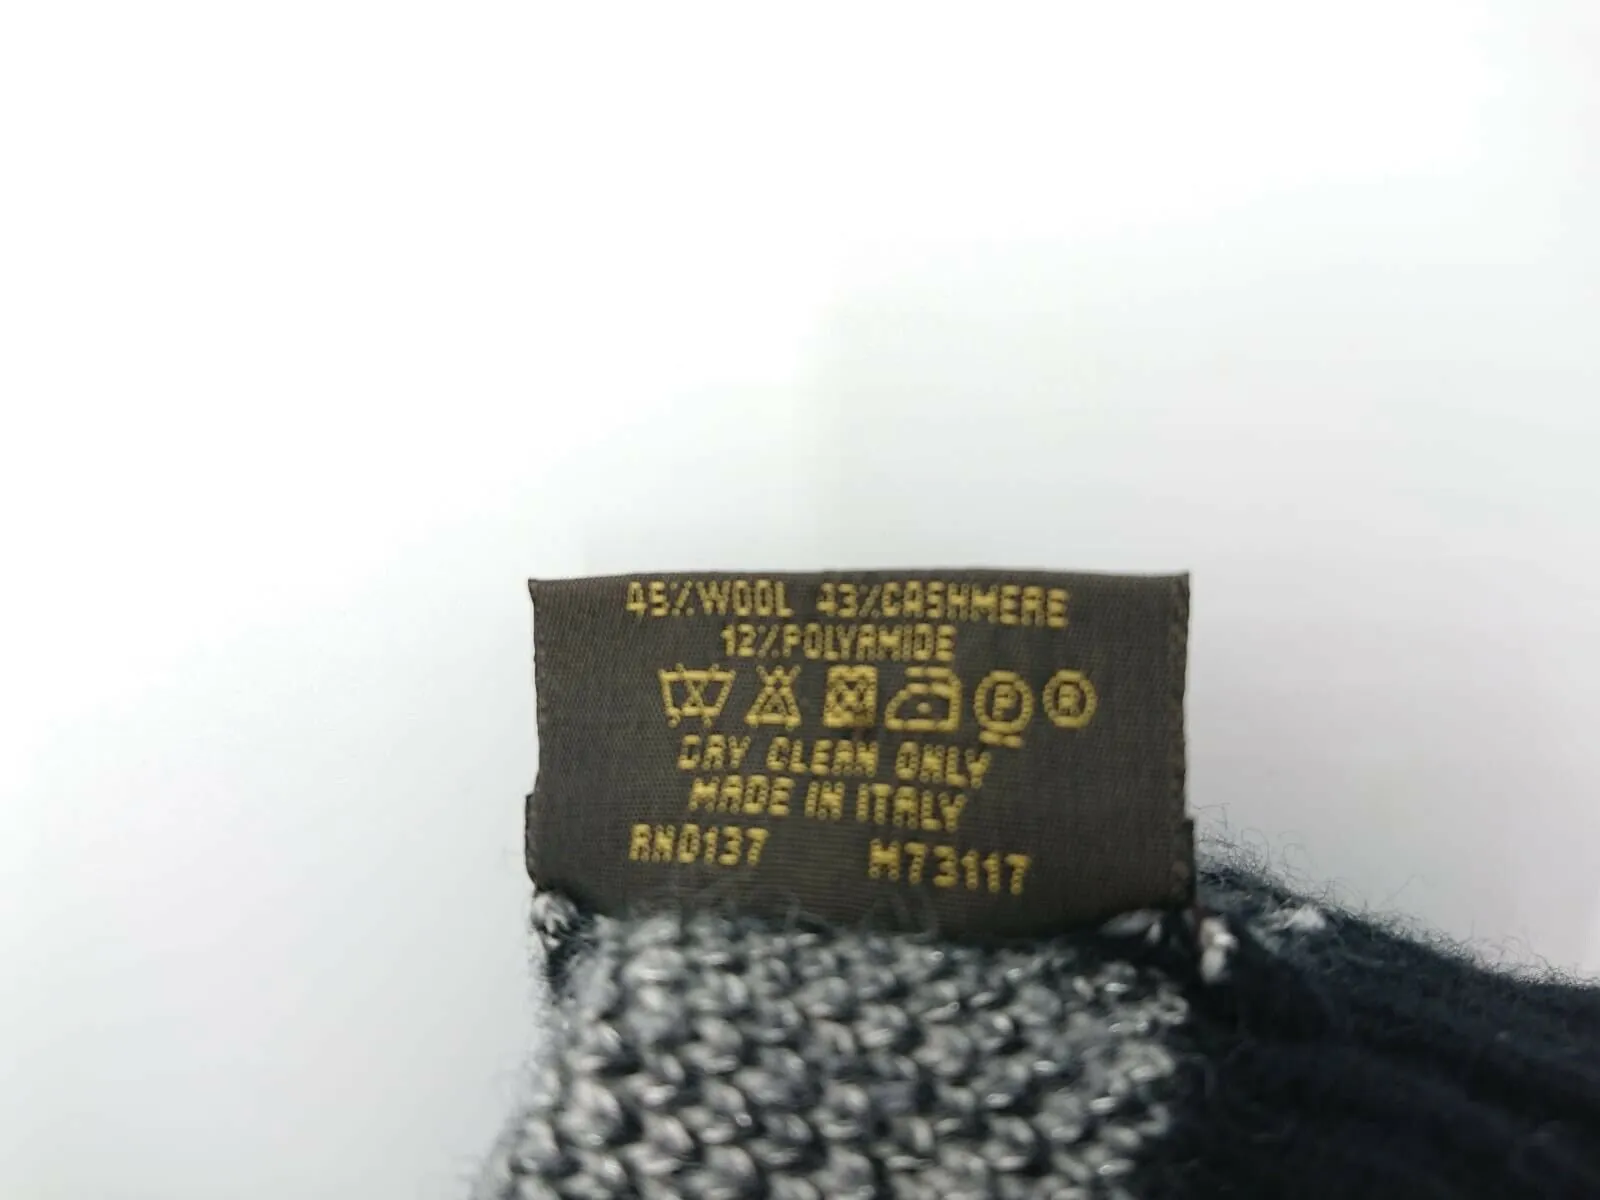 45%WOOL 43%CASHMERE
12%POLYAMIDE
P R
DRY CLEAN ONLY
MADE IN ITALY
RN0137 M73117